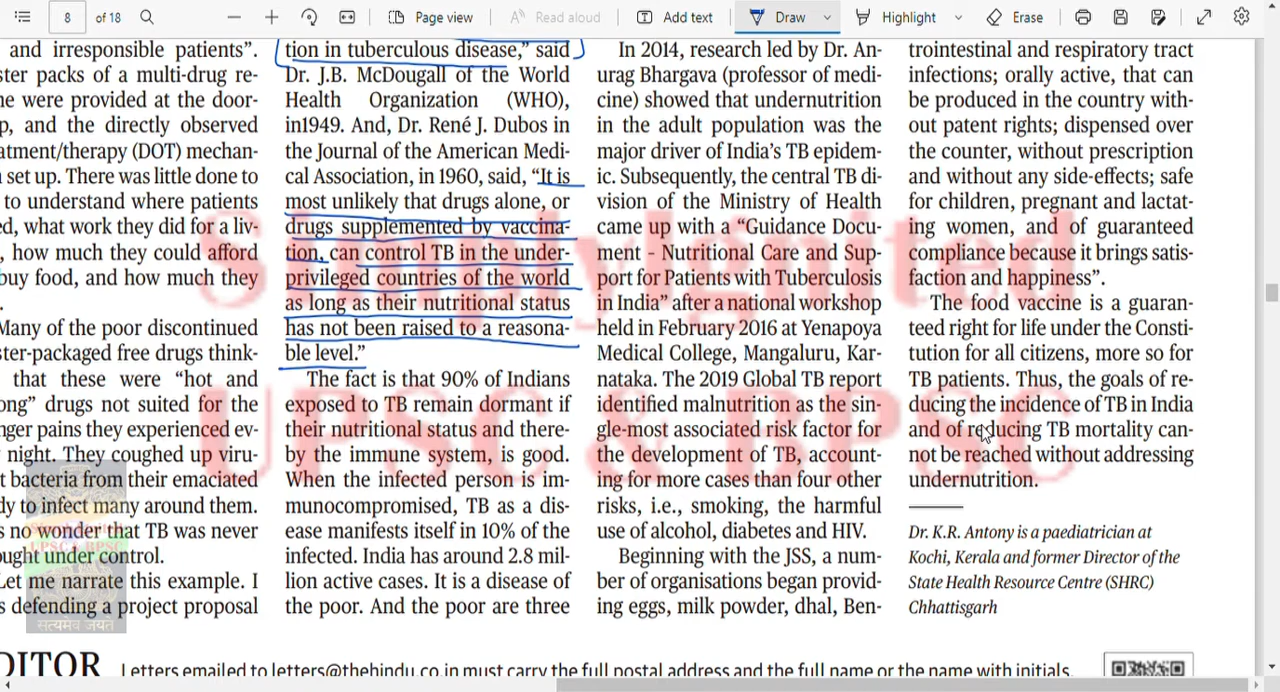 8 of 18
Page view
Read aloud
Add text
Draw
Highlight
Erase
and irresponsible patients”.
ster packs of a multi-drug re-
ne were provided at the door-
p, and the directly observed
atment/therapy (DOT) mechan-
set up. There was little done to
to understand where patients
ed, what work they did for a liv-
, how much they could afford
buy food, and how much they
.
Many of the poor discontinued
ster-packaged free drugs think-
that these were “hot and
ong” drugs not suited for the
nger pains they experienced ev-
night. They coughed up viru-
t bacteria from their emaciated
dy to infect many around them.
s no wonder that TB was never
ought under control.
Let me narrate this example. I
s defending a project proposal
tion in tuberculous disease,” said
Dr. J.B. McDougall of the World
Health Organization (WHO),
in1949. And, Dr. René J. Dubos in
the Journal of the American Medi-
cal Association, in 1960, said, “It is
most unlikely that drugs alone, or
drugs supplemented by vaccina-
tion, can control TB in the under-
privileged countries of the world
as long as their nutritional status
has not been raised to a reasona-
ble level.”
The fact is that 90% of Indians
exposed to TB remain dormant if
their nutritional status and there-
by the immune system, is good.
When the infected person is im-
munocompromised, TB as a dis-
ease manifests itself in 10% of the
infected. India has around 2.8 mil-
lion active cases. It is a disease of
the poor. And the poor are three
In 2014, research led by Dr. An-
urag Bhargava (professor of medi-
cine) showed that undernutrition
in the adult population was the
major driver of India’s TB epidem-
ic. Subsequently, the central TB di-
vision of the Ministry of Health
came up with a “Guidance Docu-
ment - Nutritional Care and Sup-
port for Patients with Tuberculosis
in India” after a national workshop
held in February 2016 at Yenapoya
Medical College, Mangaluru, Kar-
nataka. The 2019 Global TB report
identified malnutrition as the sin-
gle-most associated risk factor for
the development of TB, account-
ing for more cases than four other
risks, i.e., smoking, the harmful
use of alcohol, diabetes and HIV.
Beginning with the JSS, a num-
ber of organisations began provid-
ing eggs, milk powder, dhal, Ben-
trointestinal and respiratory tract
infections; orally active, that can
be produced in the country with-
out patent rights; dispensed over
the counter, without prescription
and without any side-effects; safe
for children, pregnant and lactat-
ing women, and of guaranteed
compliance because it brings satis-
faction and happiness”.
The food vaccine is a guaran-
teed right for life under the Consti-
tution for all citizens, more so for
TB patients. Thus, the goals of re-
ducing the incidence of TB in India
and of reducing TB mortality can-
not be reached without addressing
undernutrition.
Dr. K.R. Antony is a paediatrician at
Kochi, Kerala and former Director of the
State Health Resource Centre (SHRC)
Chhattisgarh
SimplyIgnited
UPSC & BPSC
UPSC & BPSC
सत्यमेव जयते
DITOR
Letters emailed to letters@thehindu.co.in must carry the full postal address and the full name or the name with initials.